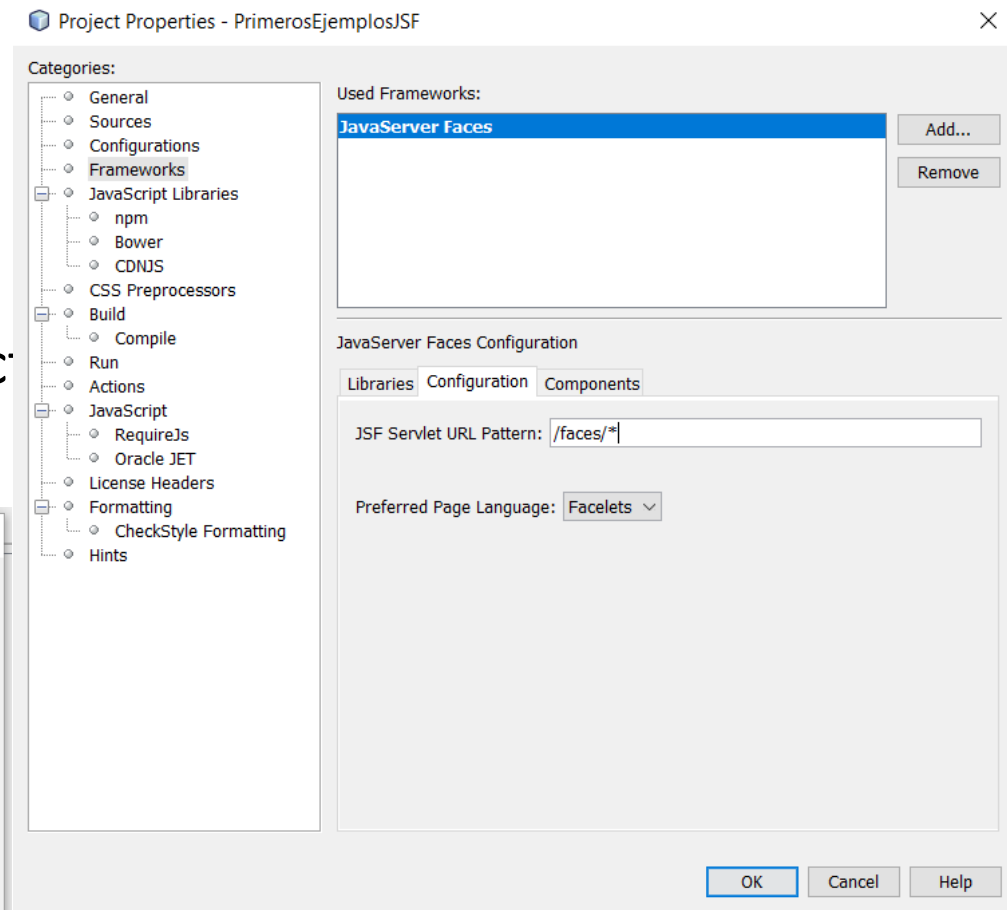 Project Properties - PrimerosEjemplosJSF
Categories:
General
Sources
Configurations
Frameworks
JavaScript Libraries
npm
Bower
CDNJS
CSS Preprocessors
Build
Compile
Run
Actions
JavaScript
RequireJs
Oracle JET
License Headers
Formatting
CheckStyle Formatting
Hints
Used Frameworks:
JavaServer Faces
Add...
Remove
JavaServer Faces Configuration
Libraries Configuration Components
JSF Servlet URL Pattern: /faces/*
Preferred Page Language: Facelets
OK Cancel Help